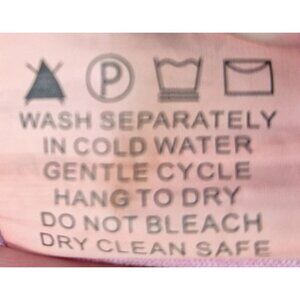 P
WASH SEPARATELY
IN COLD WATER
GENTLE CYCLE
HANG TO DRY
DO NOT BLEACH
DRY CLEAN SAFE